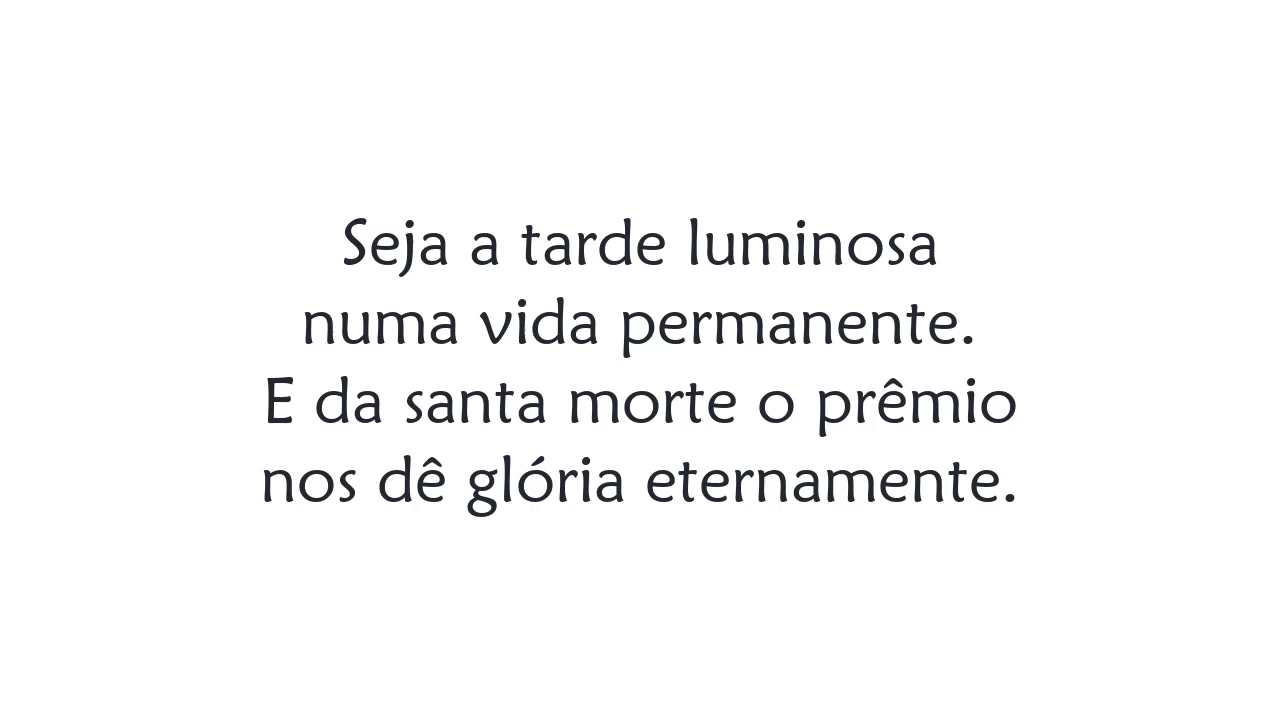 Seja a tarde luminosa
numa vida permanente.
E da santa morte o prêmio
nos dê glória eternamente.